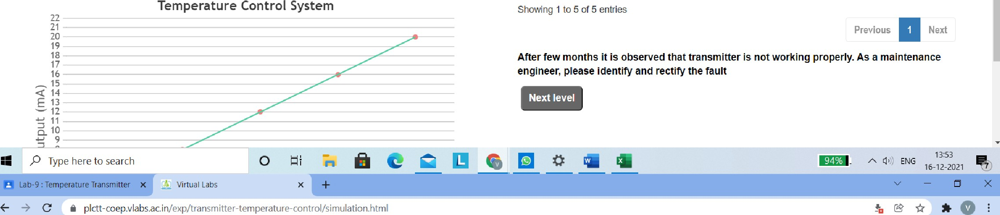 Temperature Control System
22
21
20
19
18
17
16
15
14
13
12
11
10
9
utput (mA)
Showing 1 to 5 of 5 entries
Previous 1 Next
After few months it is observed that transmitter is not working properly. As a maintenance
engineer, please identify and rectify the fault
Next level
Type here to search
L
V
W
X
94%
ENG
13:53
16-12-2021
7
Lab-9 : Temperature Transmitter
Virtual Labs
plctt-coep.vlabs.ac.in/exp/transmitter-temperature-control/simulation.html
V